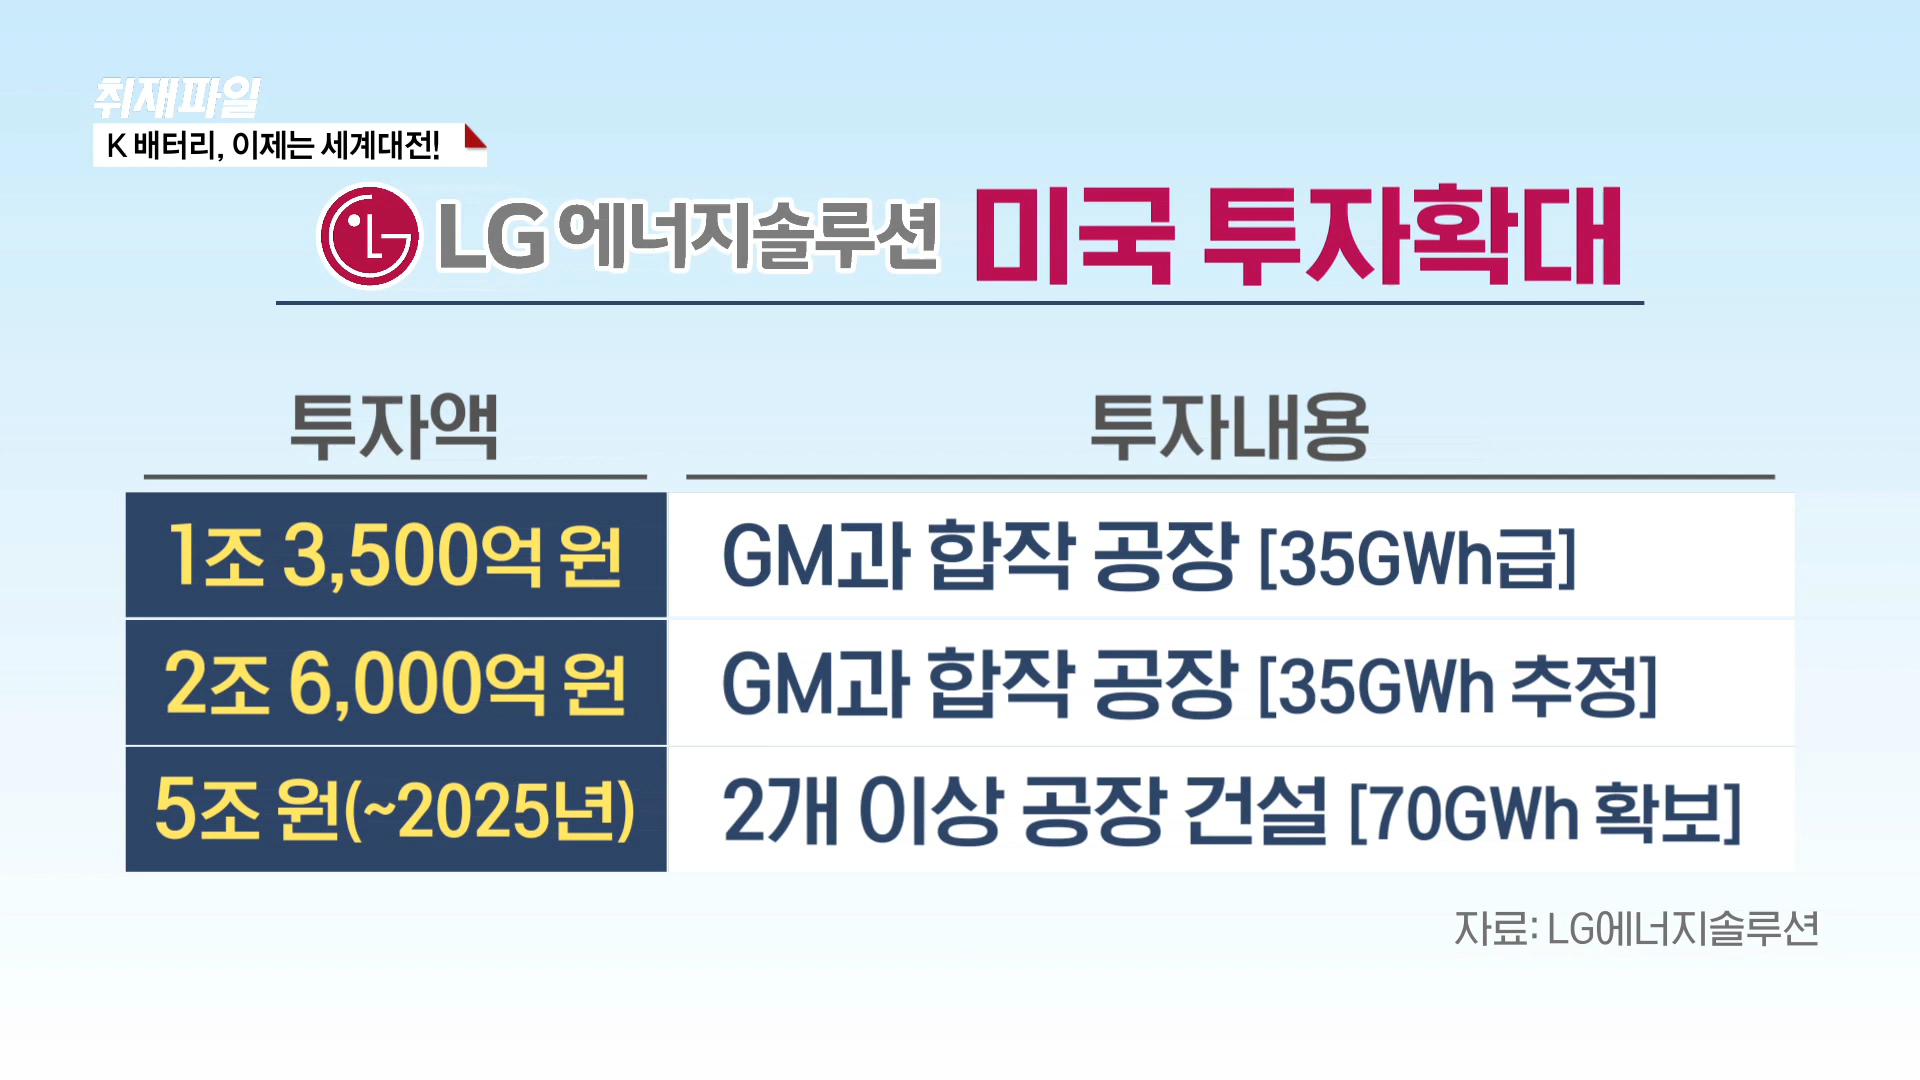 취재파일
K 배터리, 이제는 세계대전!
LG 에너지솔루션 미국 투자확대
투자액 투자내용
1조 3,500억 원 GM과 합작 공장 [35GWh급]
2조 6,000억 원 GM과 합작 공장 [35GWh 추정]
5조 원(~2025년) 2개 이상 공장 건설 [70GWh 확보]
자료: LG에너지솔루션